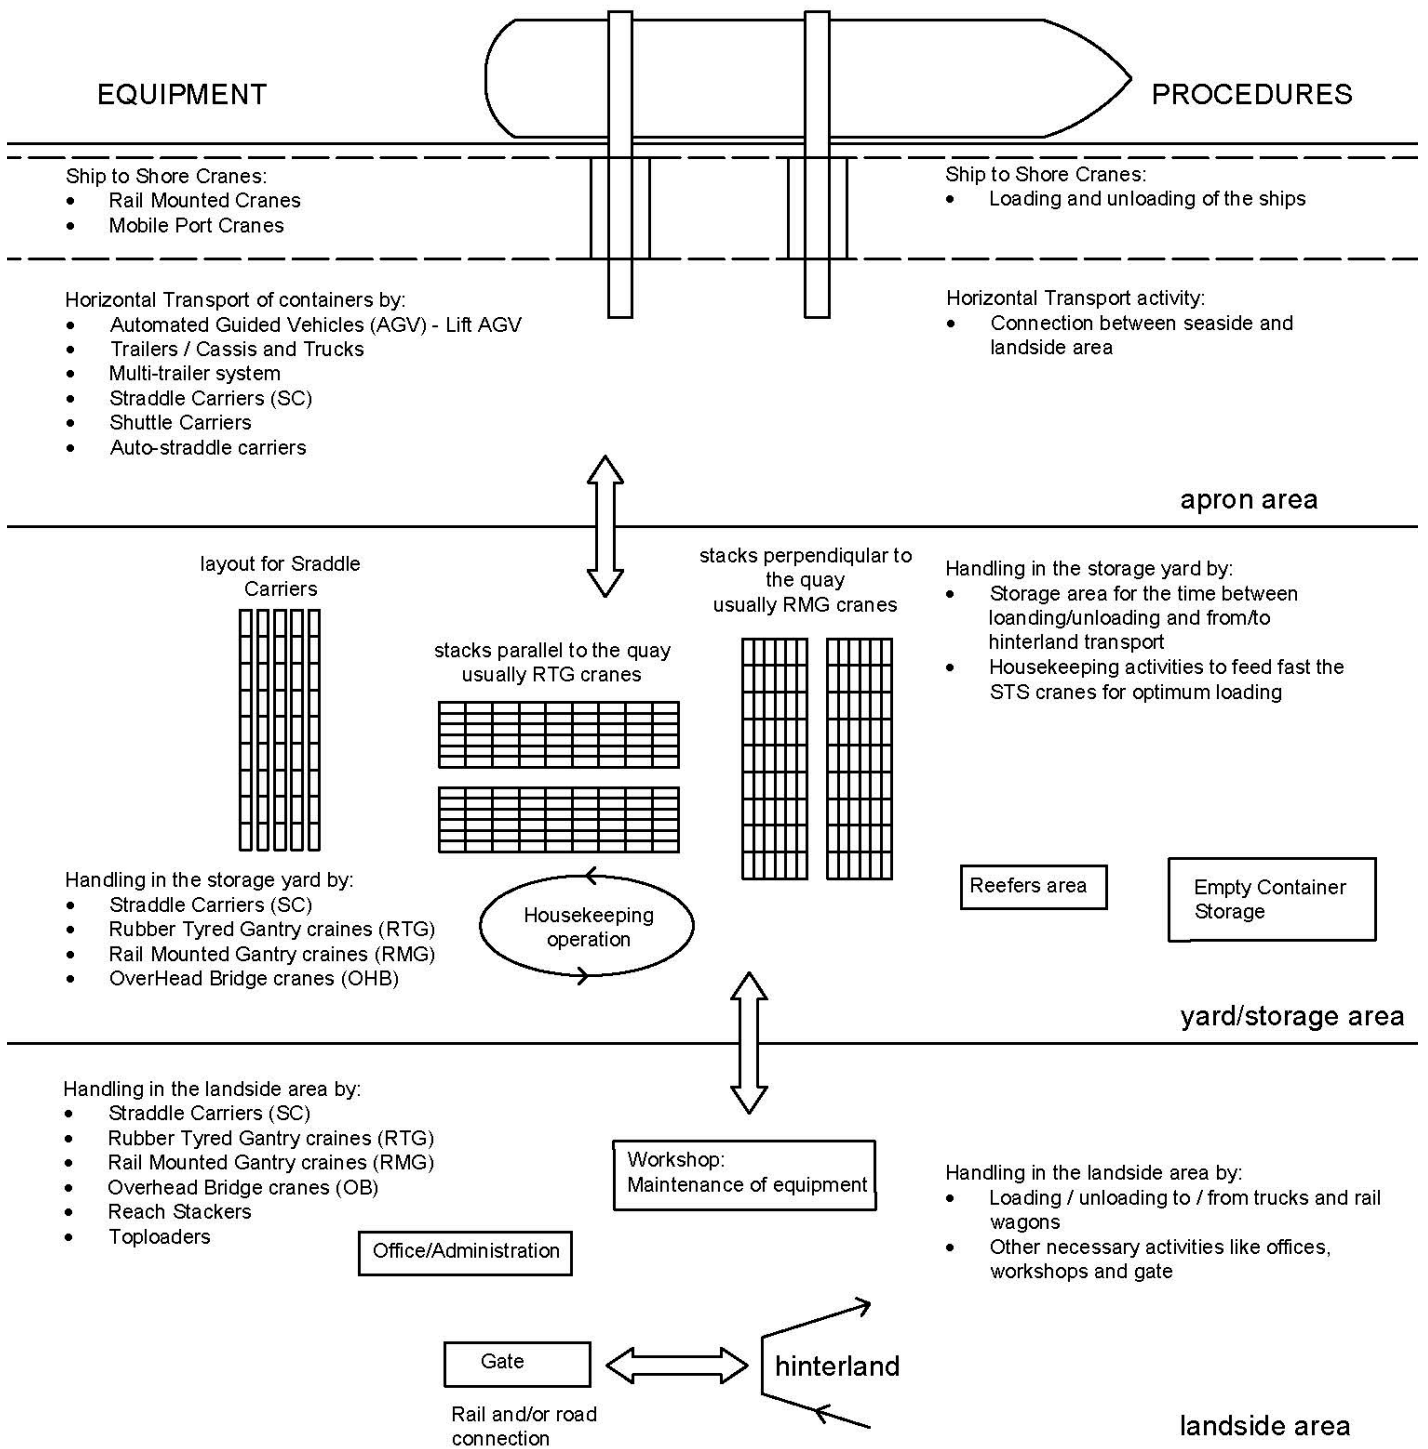 EQUIPMENT
PROCEDURES
Ship to Shore Cranes:
• Rail Mounted Cranes
• Mobile Port Cranes
Ship to Shore Cranes:
• Loading and unloading of the ships
Horizontal Transport of containers by:
• Automated Guided Vehicles (AGV) - Lift AGV
• Trailers / Cassis and Trucks
• Multi-trailer system
• Straddle Carriers (SC)
• Shuttle Carriers
• Auto-straddle carriers
Horizontal Transport activity:
• Connection between seaside and
landside area
apron area
layout for Sraddle
Carriers
stacks parallel to the quay
usually RTG cranes
stacks perpendiqular to
the quay
usually RMG cranes
Handling in the storage yard by:
• Storage area for the time between
loanding/unloading and from/to
hinterland transport
• Housekeeping activities to feed fast the
STS cranes for optimum loading
Handling in the storage yard by:
• Straddle Carriers (SC)
• Rubber Tyred Gantry craines (RTG)
• Rail Mounted Gantry craines (RMG)
• OverHead Bridge cranes (OHB)
Housekeeping
operation
Reefers area
Empty Container
Storage
yard/storage area
Handling in the landside area by:
• Straddle Carriers (SC)
• Rubber Tyred Gantry craines (RTG)
• Rail Mounted Gantry craines (RMG)
• Overhead Bridge cranes (OB)
• Reach Stackers
• Toploaders
Workshop:
Maintenance of equipment
Office/Administration
Handling in the landside area by:
• Loading / unloading to / from trucks and rail
wagons
• Other necessary activities like offices,
workshops and gate
Gate
hinterland
Rail and/or road
connection
landside area